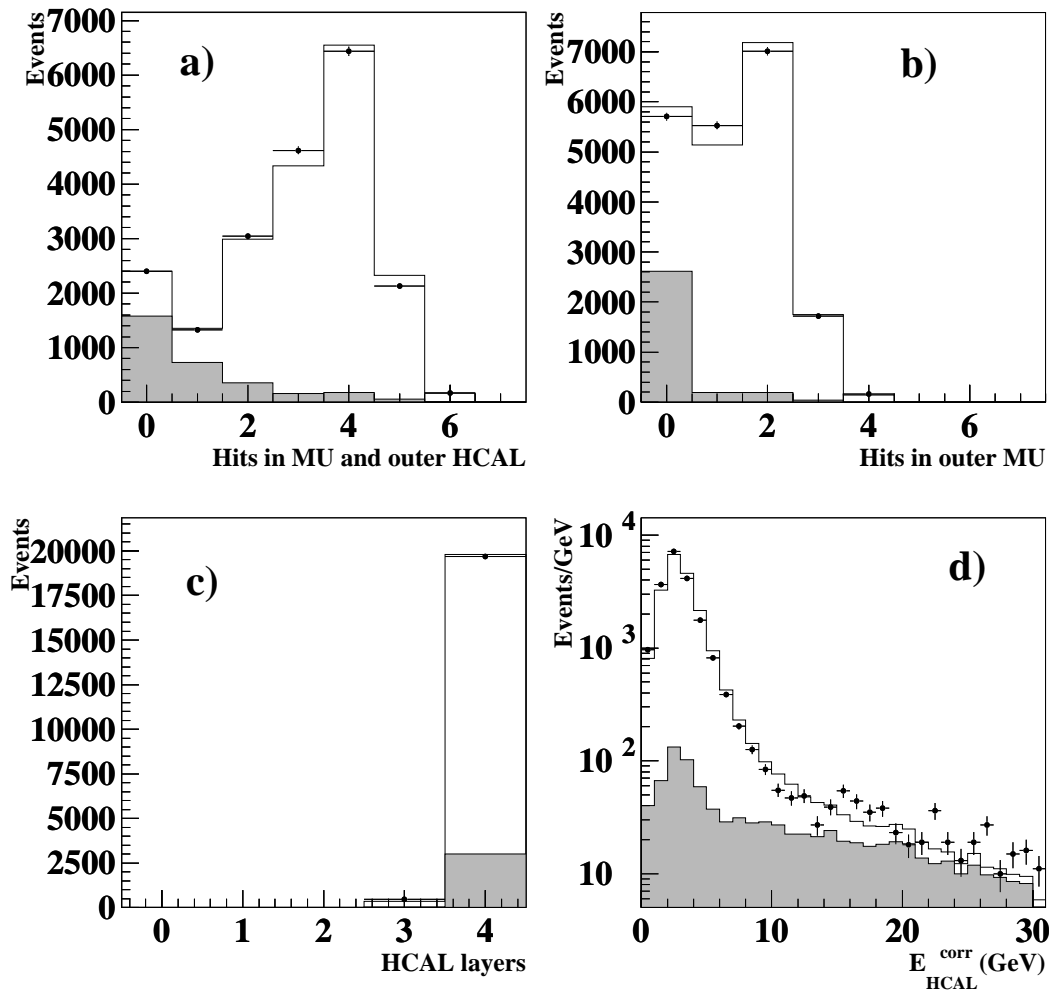 Events
7000
6000
5000
4000
3000
2000
1000
0
a)
0 2 4 6
Hits in MU and outer HCAL
Events
7000
6000
5000
4000
3000
2000
1000
0
b)
0 2 4 6
Hits in outer MU
Events
20000
17500
15000
12500
10000
7500
5000
2500
0
c)
0 1 2 3 4
HCAL layers
Events/GeV
10 4
10 3
10 2
10
d)
0 10 20 30
E HCAL corr (GeV)